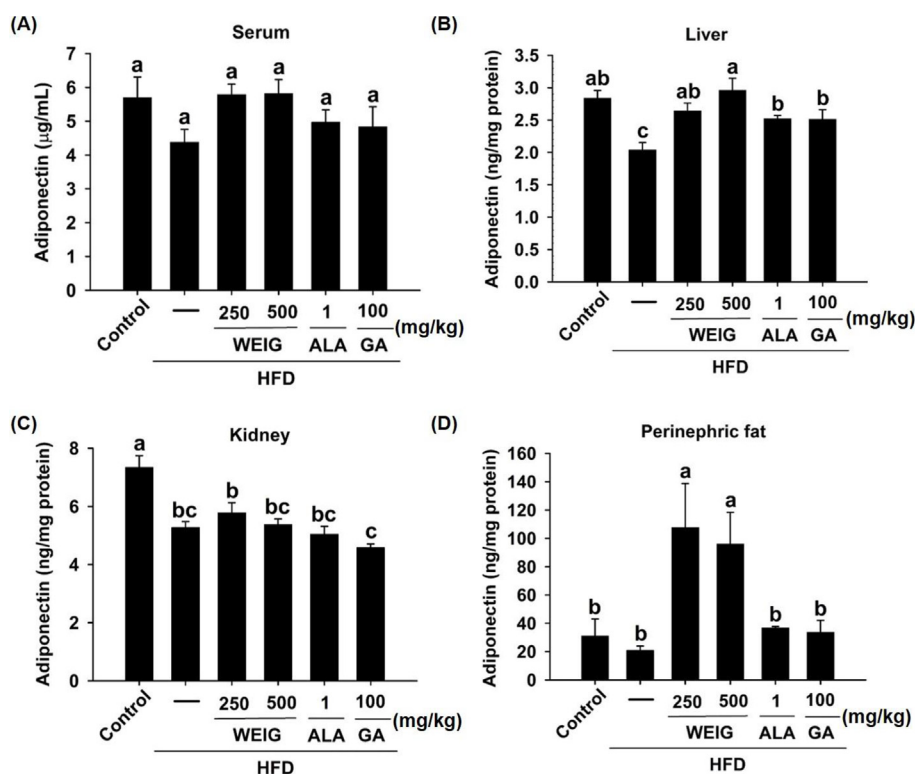 (A)
Serum
Adiponectin (µg/mL)
7
6
5
4
3
2
1
0
a
a
a
a
a
a
Control
—
250
500
1
100
(mg/kg)
WEIG
ALA
GA
HFD
(B)
Liver
Adiponectin (ng/mg protein)
3.5
3.0
2.5
2.0
1.5
1.0
0.5
0.0
ab
c
ab
a
b
b
Control
—
250
500
1
100
(mg/kg)
WEIG
ALA
GA
HFD
(C)
Kidney
Adiponectin (ng/mg protein)
8
6
4
2
0
a
bc
b
bc
bc
c
Control
—
250
500
1
100
(mg/kg)
WEIG
ALA
GA
HFD
(D)
Perinephric fat
Adiponectin (ng/mg protein)
160
140
120
100
80
60
40
20
0
b
b
a
a
b
b
Control
—
250
500
1
100
(mg/kg)
WEIG
ALA
GA
HFD